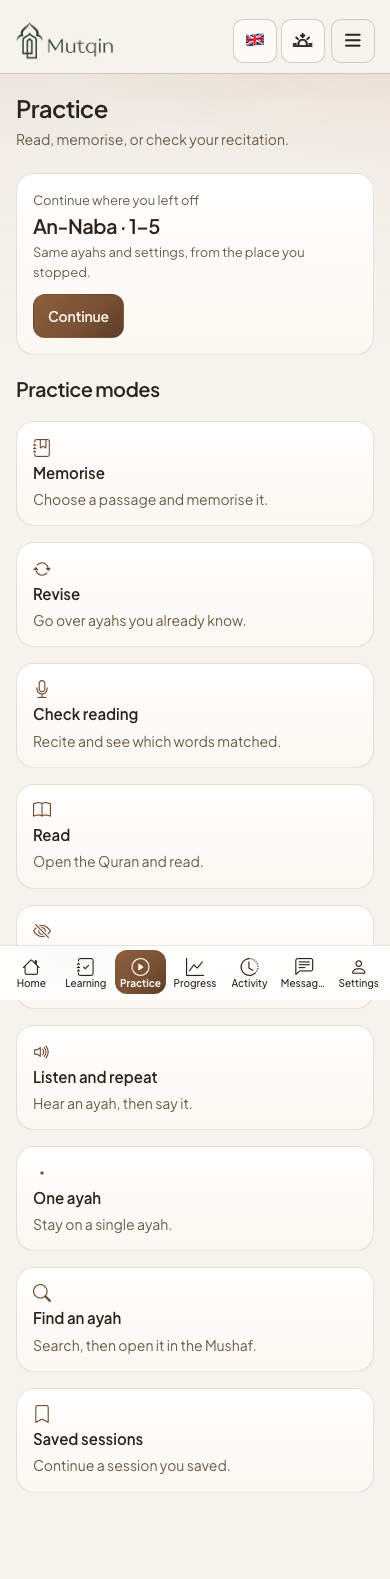 Mutqin
Practice
Read, memorise, or check your recitation.
Continue where you left off
An-Naba · 1–5
Same ayahs and settings, from the place you
stopped.
Continue
Practice modes
Memorise
Choose a passage and memorise it.
Revise
Go over ayahs you already know.
Check reading
Recite and see which words matched.
Read
Open the Quran and read.
Home Learning Practice Progress Activity Messag... Settings
Listen and repeat
Hear an ayah, then say it.
One ayah
Stay on a single ayah.
Find an ayah
Search, then open it in the Mushaf.
Saved sessions
Continue a session you saved.